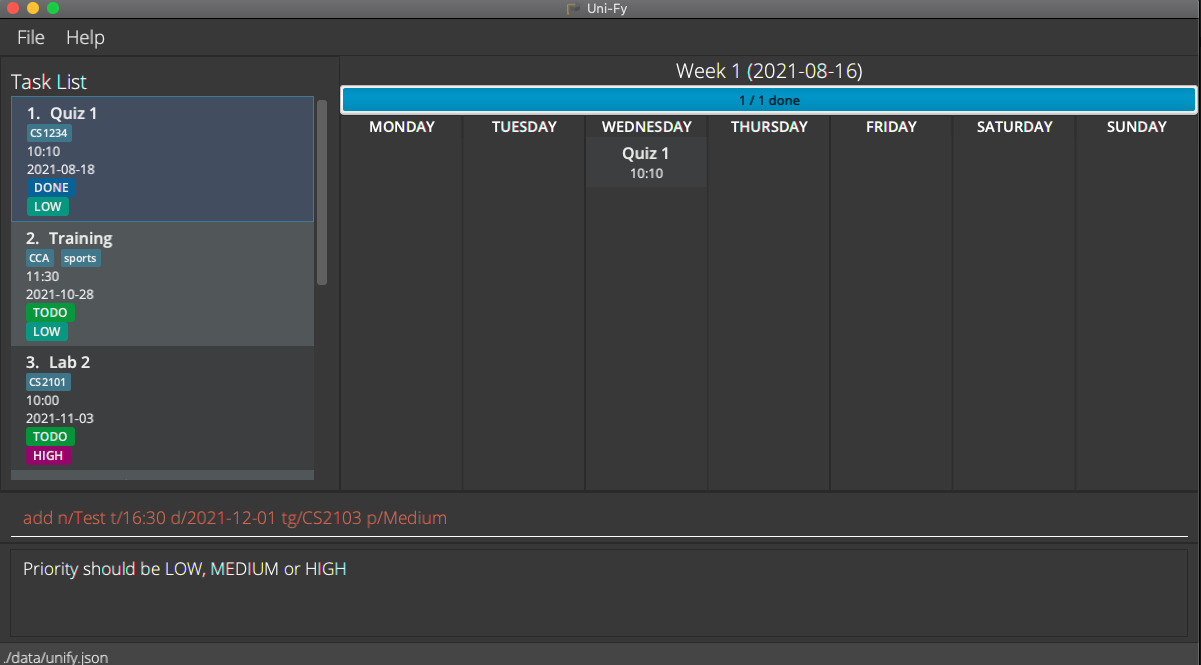 Uni-Fy
File Help
Task List
1. Quiz 1
CS1234
10:10
2021-08-18
DONE
LOW
2. Training
CCA sports
11:30
2021-10-28
TODO
LOW
3. Lab 2
CS2101
10:00
2021-11-03
TODO
HIGH
Week 1 (2021-08-16)
1 / 1 done
MONDAY TUESDAY WEDNESDAY THURSDAY FRIDAY SATURDAY SUNDAY
Quiz 1
10:10
add n/Test t/16:30 d/2021-12-01 tg/CS2103 p/Medium
Priority should be LOW, MEDIUM or HIGH
./data/unify.json